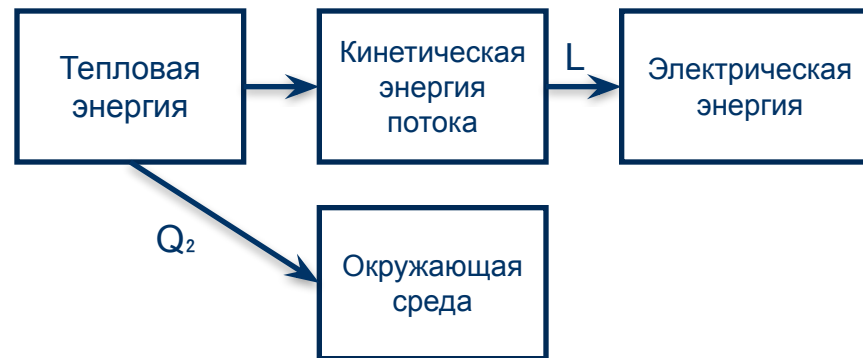 Тепловая
энергия
Кинетическая
энергия
потока
L
Электрическая
энергия
Q₂
Окружающая
среда